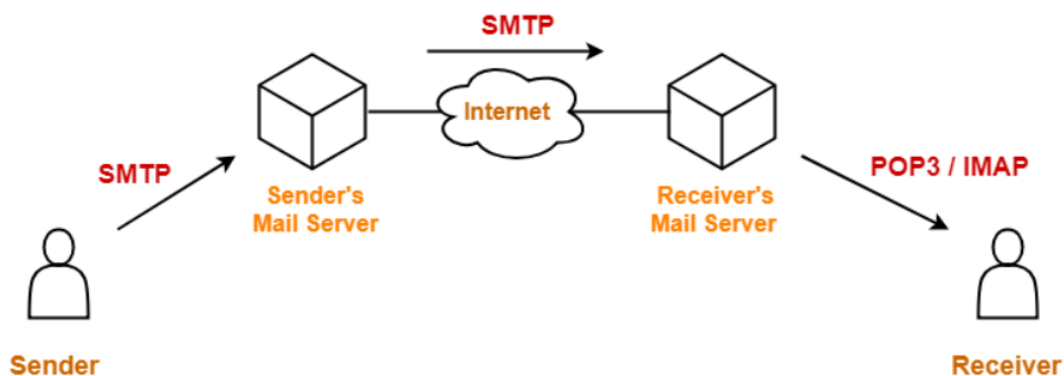 SMTP
Internet
SMTP
POP3 / IMAP
Sender's
Mail Server
Receiver's
Mail Server
Sender
Receiver